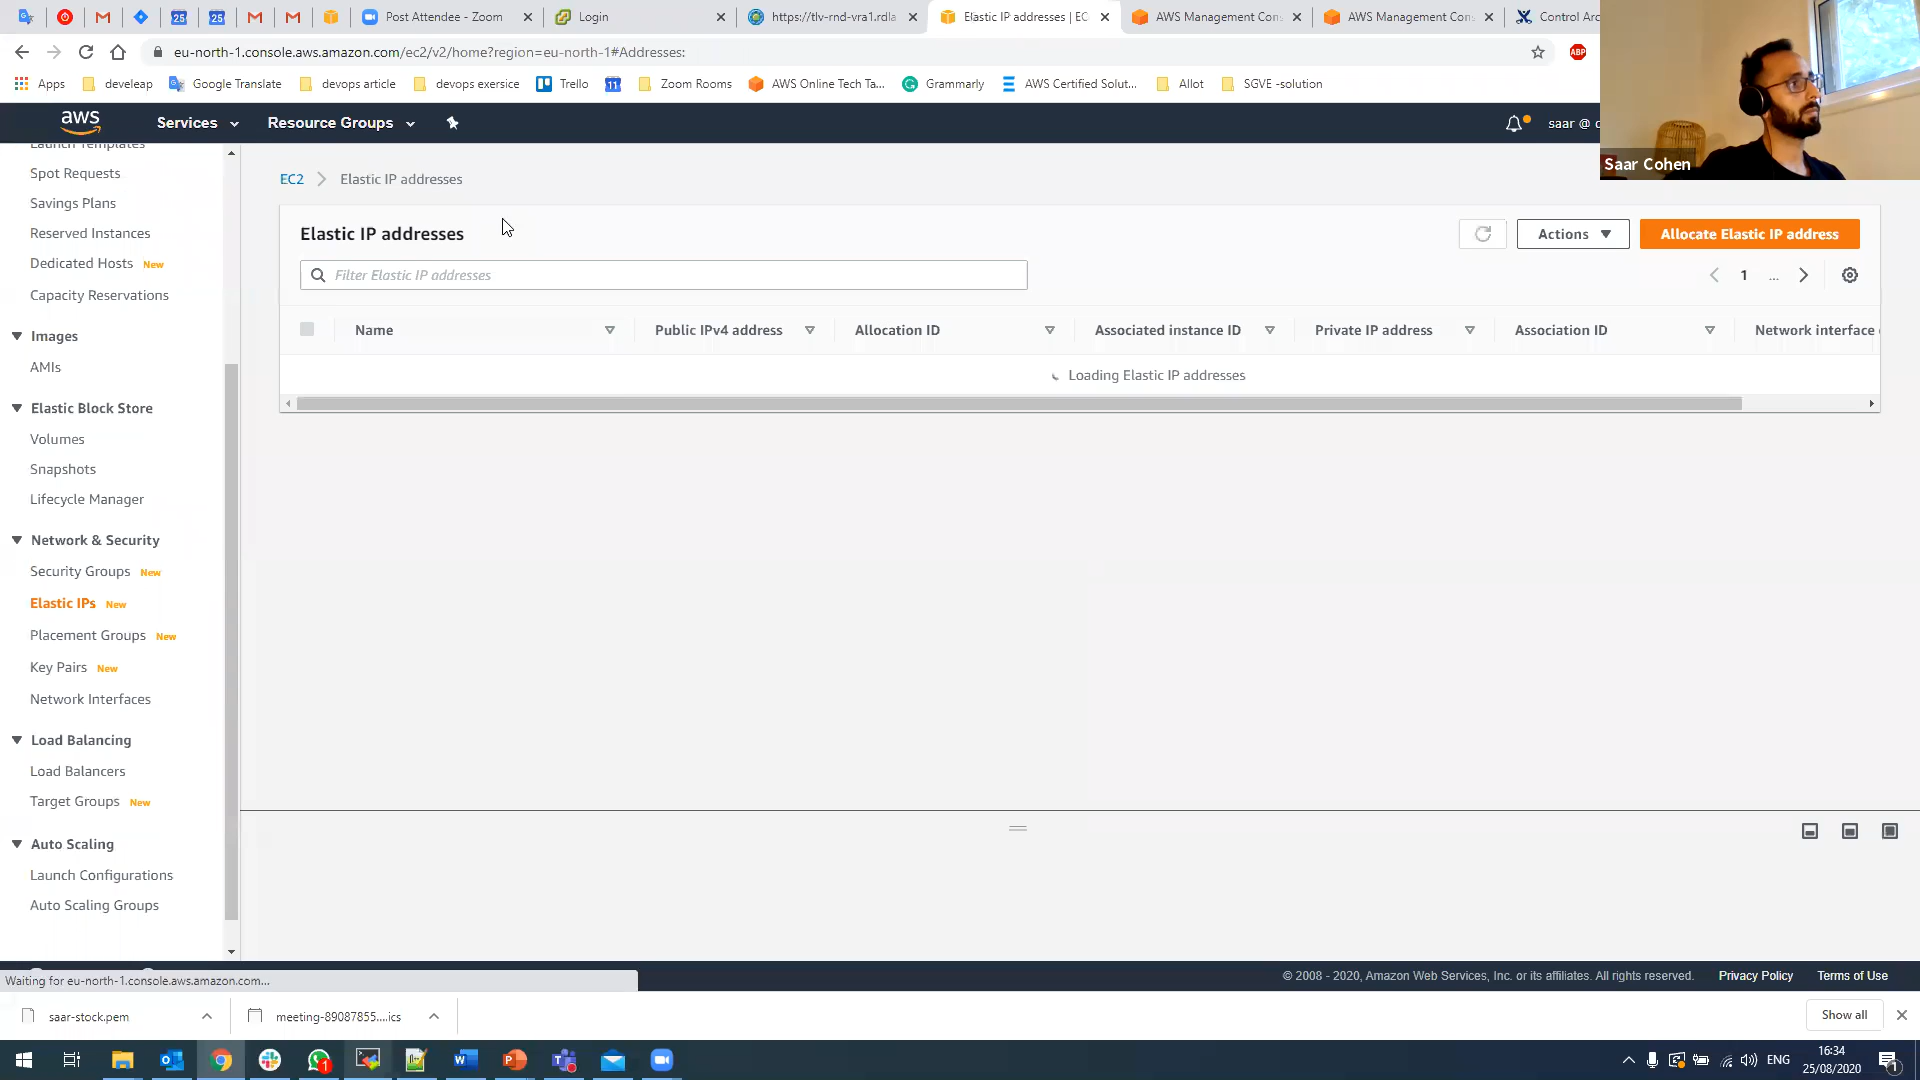 Post Attendee - Zoom
Login
https://tlv-rnd-vra1.rdla
Elastic IP addresses | EC
AWS Management Con
AWS Management Con
Control Arc
eu-north-1.console.aws.amazon.com/ec2/v2/home?region=eu-north-1#Addresses:
ABP
Apps
develeap
Google Translate
devops article
devops exersice
Trello
11
Zoom Rooms
AWS Online Tech Ta...
Grammarly
AWS Certified Solut...
Allot
SGVE -solution
aws
Services
Resource Groups
saar @
Saar Cohen
Launch Templates
Spot Requests
Savings Plans
Reserved Instances
Dedicated Hosts New
Capacity Reservations
Images
AMIs
Elastic Block Store
Volumes
Snapshots
Lifecycle Manager
Network & Security
Security Groups New
Elastic IPs New
Placement Groups New
Key Pairs New
Network Interfaces
Load Balancing
Load Balancers
Target Groups New
Auto Scaling
Launch Configurations
Auto Scaling Groups
EC2 Elastic IP addresses
Elastic IP addresses
Actions
Allocate Elastic IP address
Filter Elastic IP addresses
1 ...
Name
Public IPv4 address
Allocation ID
Associated instance ID
Private IP address
Association ID
Network interface
Loading Elastic IP addresses
Waiting for eu-north-1.console.aws.amazon.com...
© 2008 - 2020, Amazon Web Services, Inc. or its affiliates. All rights reserved.
Privacy Policy
Terms of Use
saar-stock.pem
meeting-89087855....ics
Show all
ENG
16:34
25/08/2020